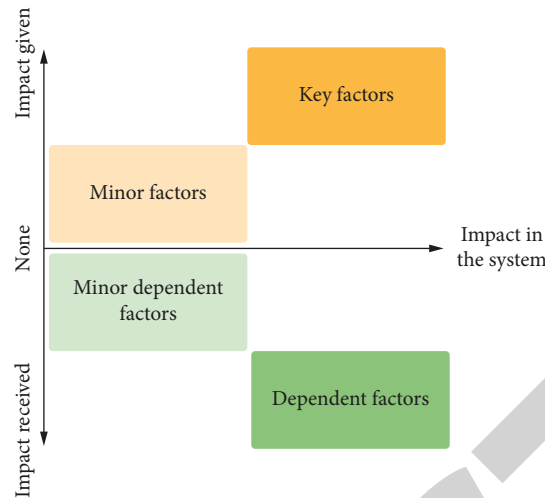 Impact given
Key factors
Minor factors
None
Impact in
the system
Minor dependent
factors
Dependent factors
Impact received